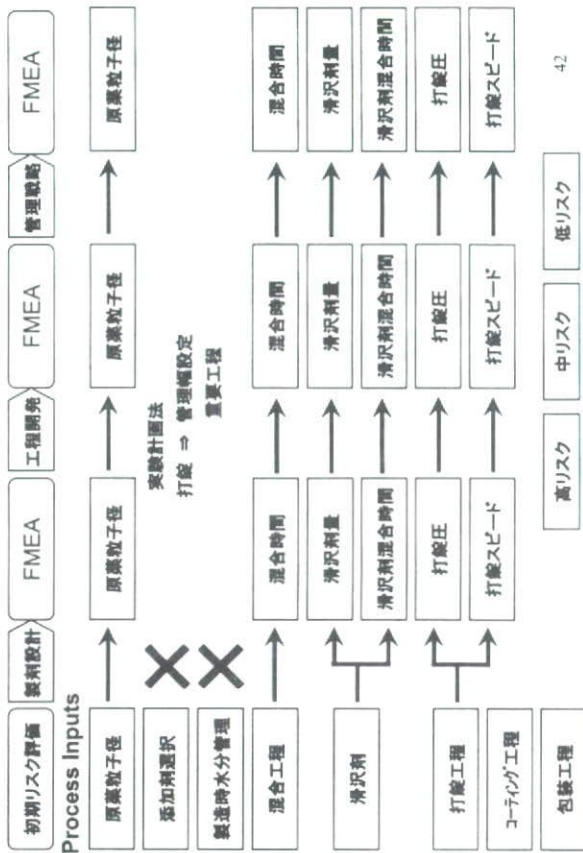 初期リスク評価
製剤設計
FMEA
工程開発
FMEA
管理戦略
FMEA
Process Inputs
原薬粒子径
原薬粒子径
原薬粒子径
原薬粒子径
添加剤選択
製造時水分管理
実験計画法
打錠 ⇒ 管理幅設定
重要工程
混合工程
混合時間
混合時間
混合時間
滑沢剤
滑沢剤量
滑沢剤量
滑沢剤量
滑沢剤混合時間
滑沢剤混合時間
滑沢剤混合時間
打錠工程
打錠圧
打錠圧
打錠圧
打錠スピード
打錠スピード
打錠スピード
コーティング工程
包装工程
高リスク
中リスク
低リスク
42